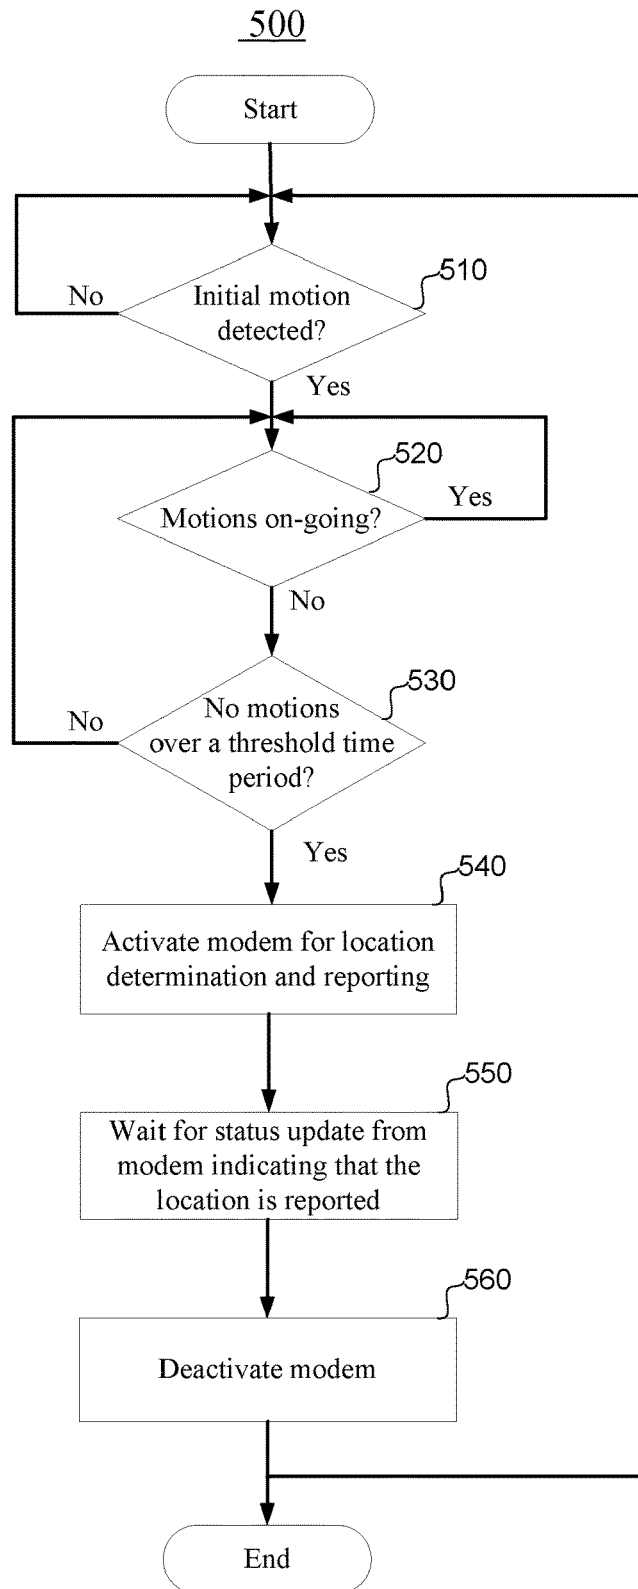 500
Start
510
Initial motion
detected?
No
Yes
520
Motions on-going?
Yes
No
530
No motions
over a threshold time
period?
No
Yes
540
Activate modem for location
determination and reporting
550
Wait for status update from
modem indicating that the
location is reported
560
Deactivate modem
End